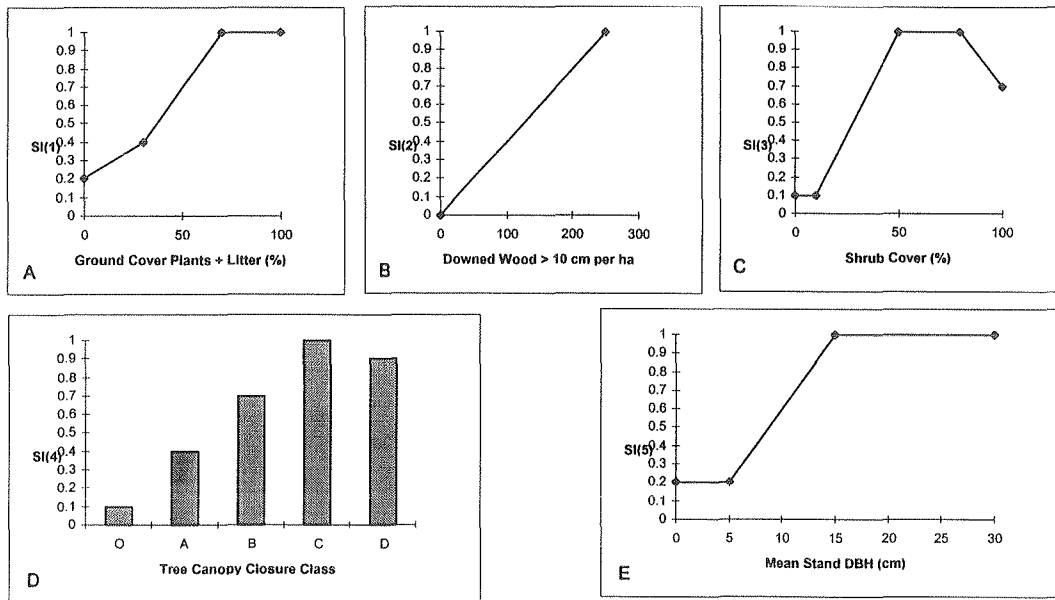 1
0.9
0.8
0.7
0.6
0.5
SI(1)
0.4
0.3
0.2
0.1
0
0 50 100
Ground Cover Plants + Litter (%)
A
1
0.9
0.8
0.7
0.6
0.5
SI(2)
0.4
0.3
0.2
0.1
0
0 100 200 300
Downed Wood > 10 cm per ha
B
1
0.9
0.8
0.7
0.6
0.5
SI(3)
0.4
0.3
0.2
0.1
0
0 50 100
Shrub Cover (%)
C
1
0.9
0.8
0.7
0.6
0.5
SI(4)
0.4
0.3
0.2
0.1
0
O A B C D
Tree Canopy Closure Class
D
1
0.9
0.8
0.7
0.6
0.5
SI(5)
0.4
0.3
0.2
0.1
0
0 5 10 15 20 25 30
Mean Stand DBH (cm)
E